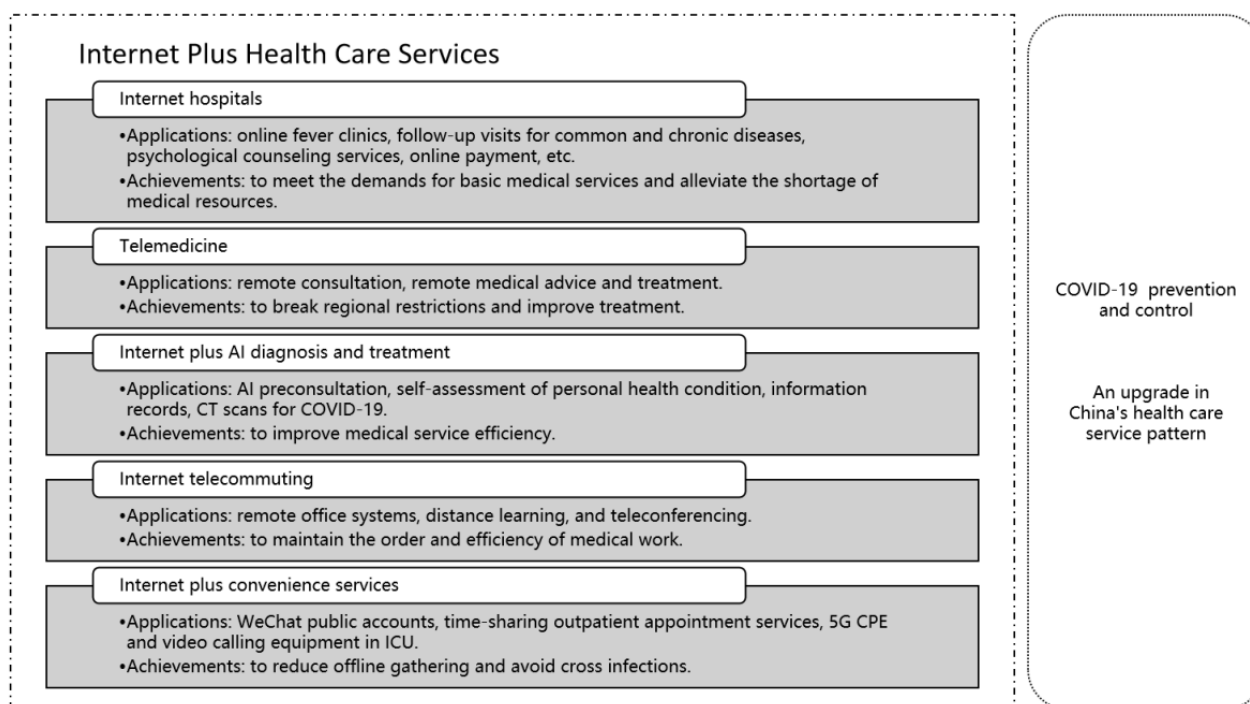 Internet Plus Health Care Services
Internet hospitals
•Applications: online fever clinics, follow-up visits for common and chronic diseases,
psychological counseling services, online payment, etc.
•Achievements: to meet the demands for basic medical services and alleviate the shortage of
medical resources.
Telemedicine
•Applications: remote consultation, remote medical advice and treatment.
•Achievements: to break regional restrictions and improve treatment.
Internet plus AI diagnosis and treatment
•Applications: AI preconsultation, self-assessment of personal health condition, information
records, CT scans for COVID-19.
•Achievements: to improve medical service efficiency.
Internet telecommuting
•Applications: remote office systems, distance learning, and teleconferencing.
•Achievements: to maintain the order and efficiency of medical work.
Internet plus convenience services
•Applications: WeChat public accounts, time-sharing outpatient appointment services, 5G CPE
and video calling equipment in ICU.
•Achievements: to reduce offline gathering and avoid cross infections.
COVID-19 prevention
and control
An upgrade in
China's health care
service pattern